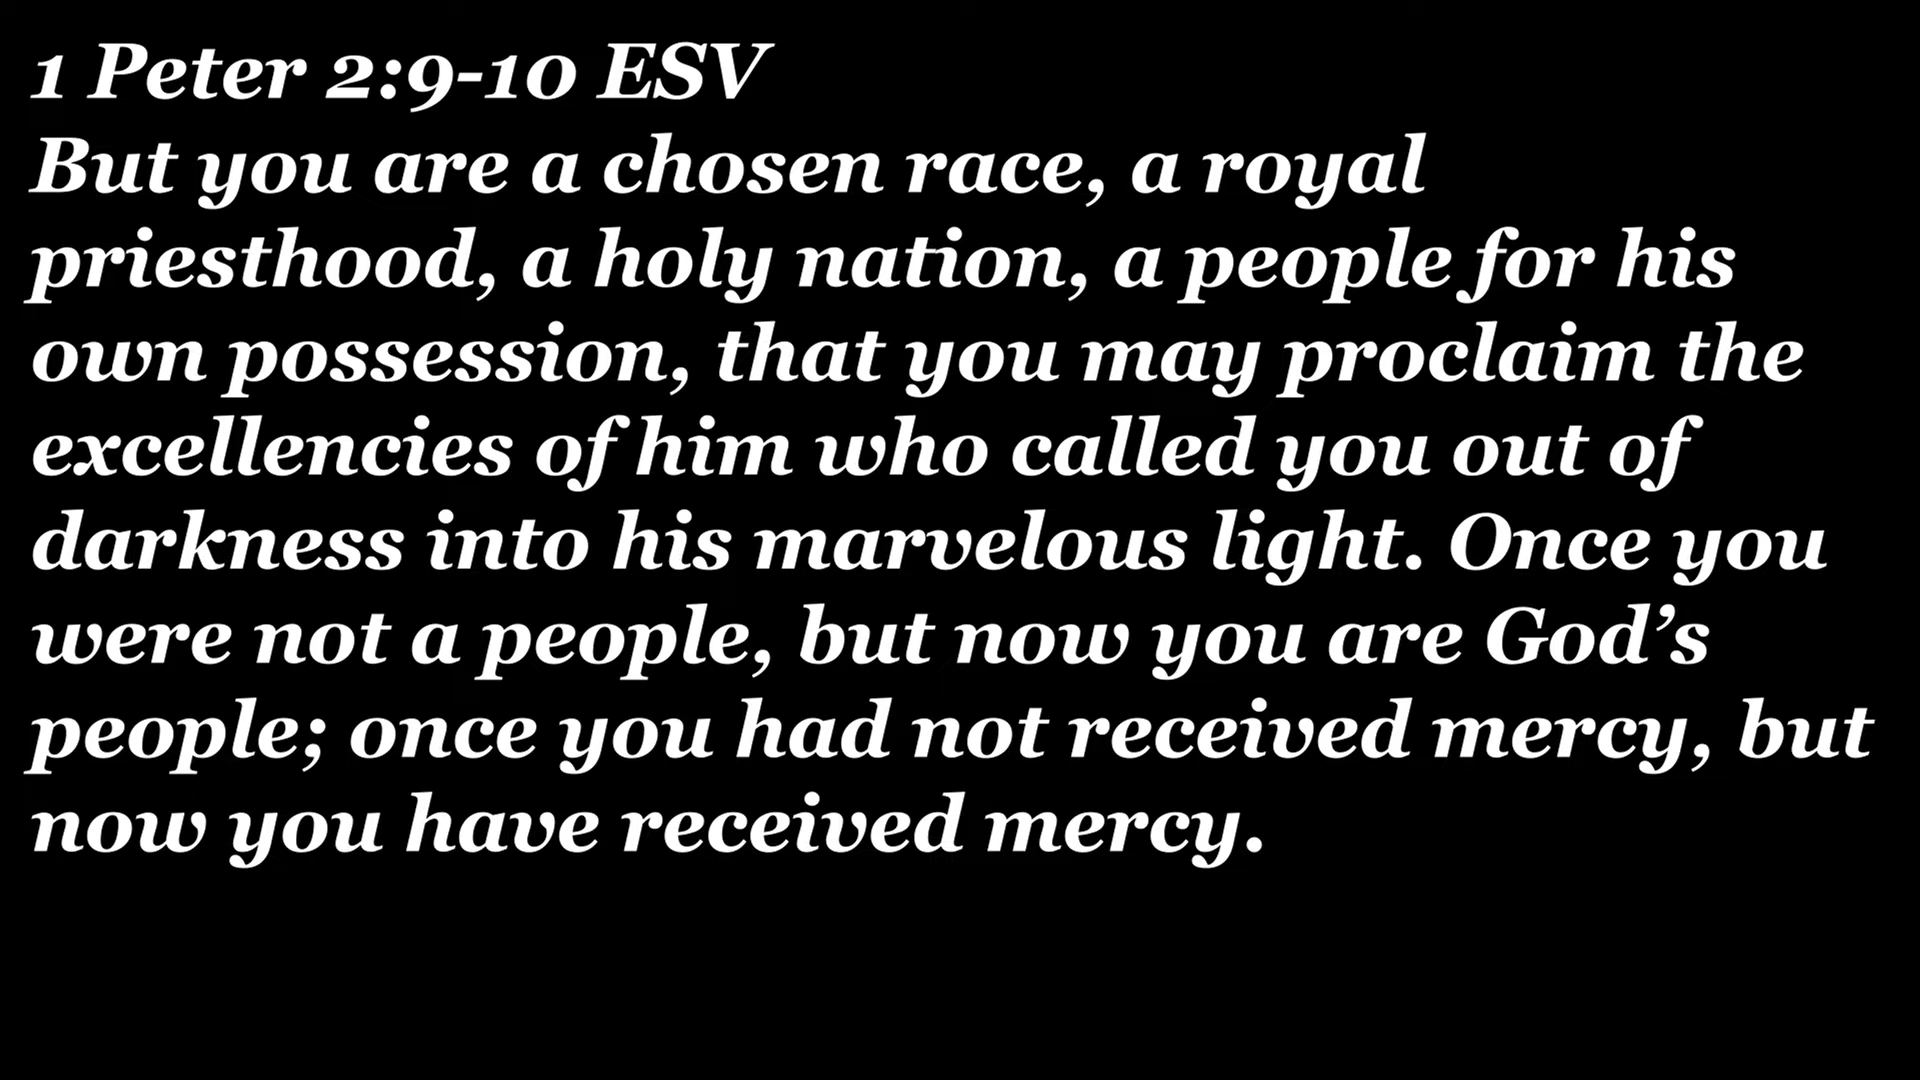 1 Peter 2:9-10 ESV
But you are a chosen race, a royal
priesthood, a holy nation, a people for his
own possession, that you may proclaim the
excellencies of him who called you out of
darkness into his marvelous light. Once you
were not a people, but now you are God’s
people; once you had not received mercy, but
now you have received mercy.